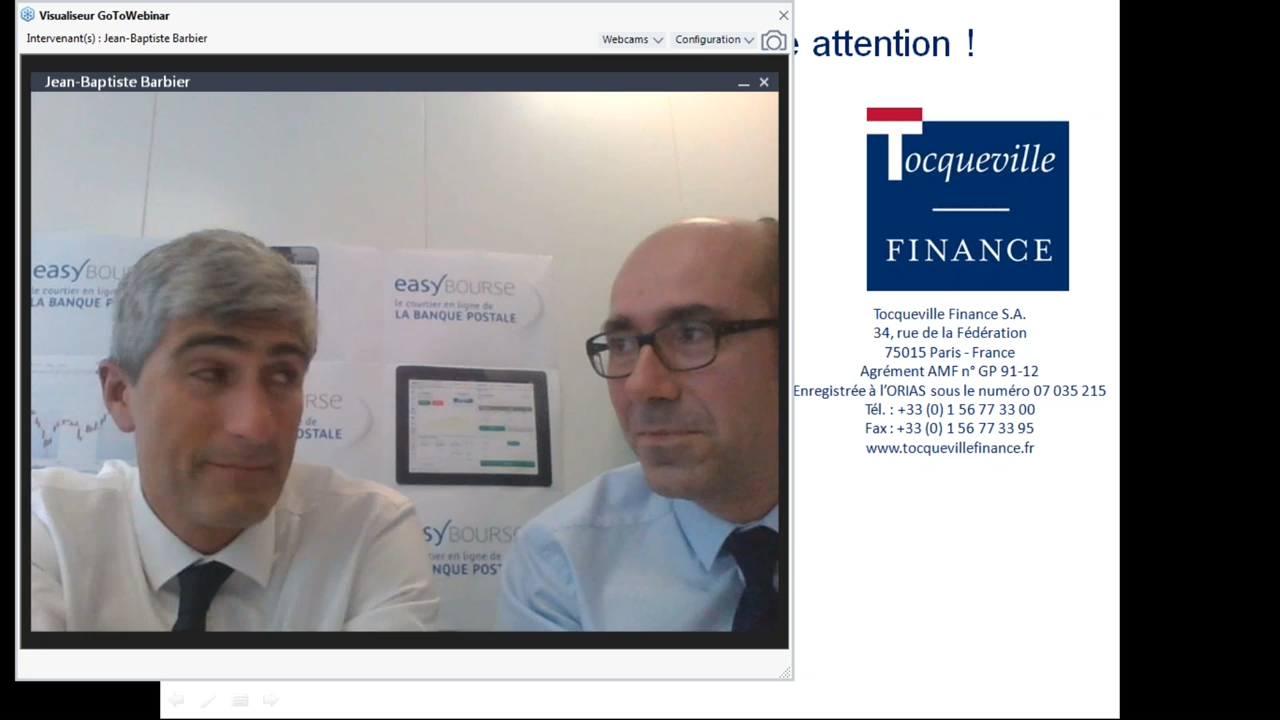 Visualiseur GoToWebinar
Intervenant(s) : Jean-Baptiste Barbier
Webcams
Configuration
attention !
Jean-Baptiste Barbier
easyBOURSE
le courtier en ligne de
LA BANQUE POSTALE
Tocqueville
FINANCE
Tocqueville Finance S.A.
34, rue de la Fédération
75015 Paris - France
Agrément AMF n° GP 91-12
Enregistrée à l'ORIAS sous le numéro 07 035 215
Tél. : +33 (0) 1 56 77 33 00
Fax : +33 (0) 1 56 77 33 95
www.tocquevillefinance.fr